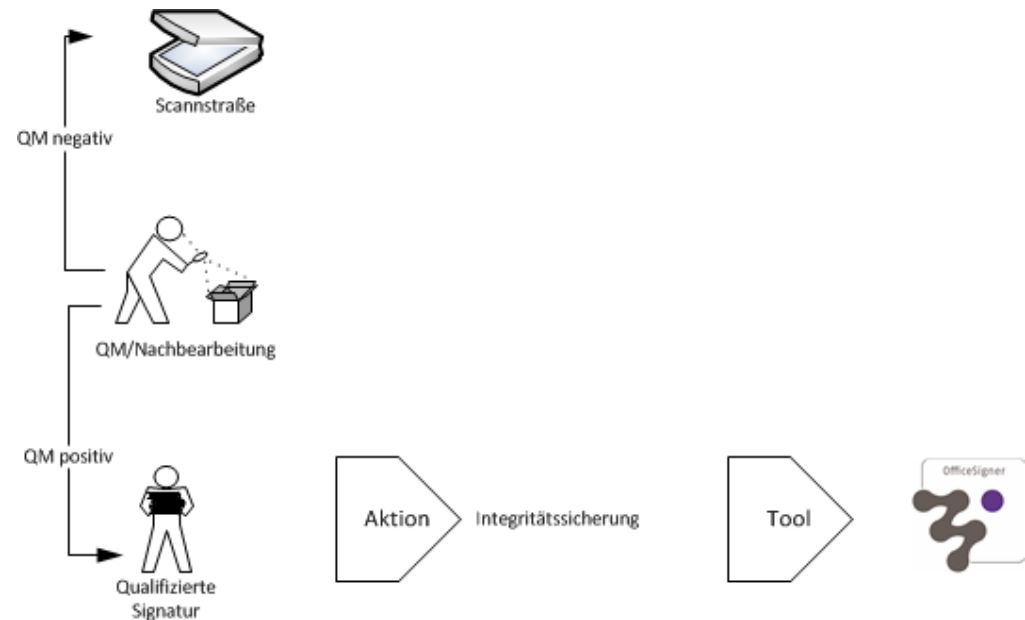 Scannstraße
QM negativ
QM/Nachbearbeitung
QM positiv
OfficeSigner
Aktion
Integritätssicherung
Tool
Qualifizierte
Signatur